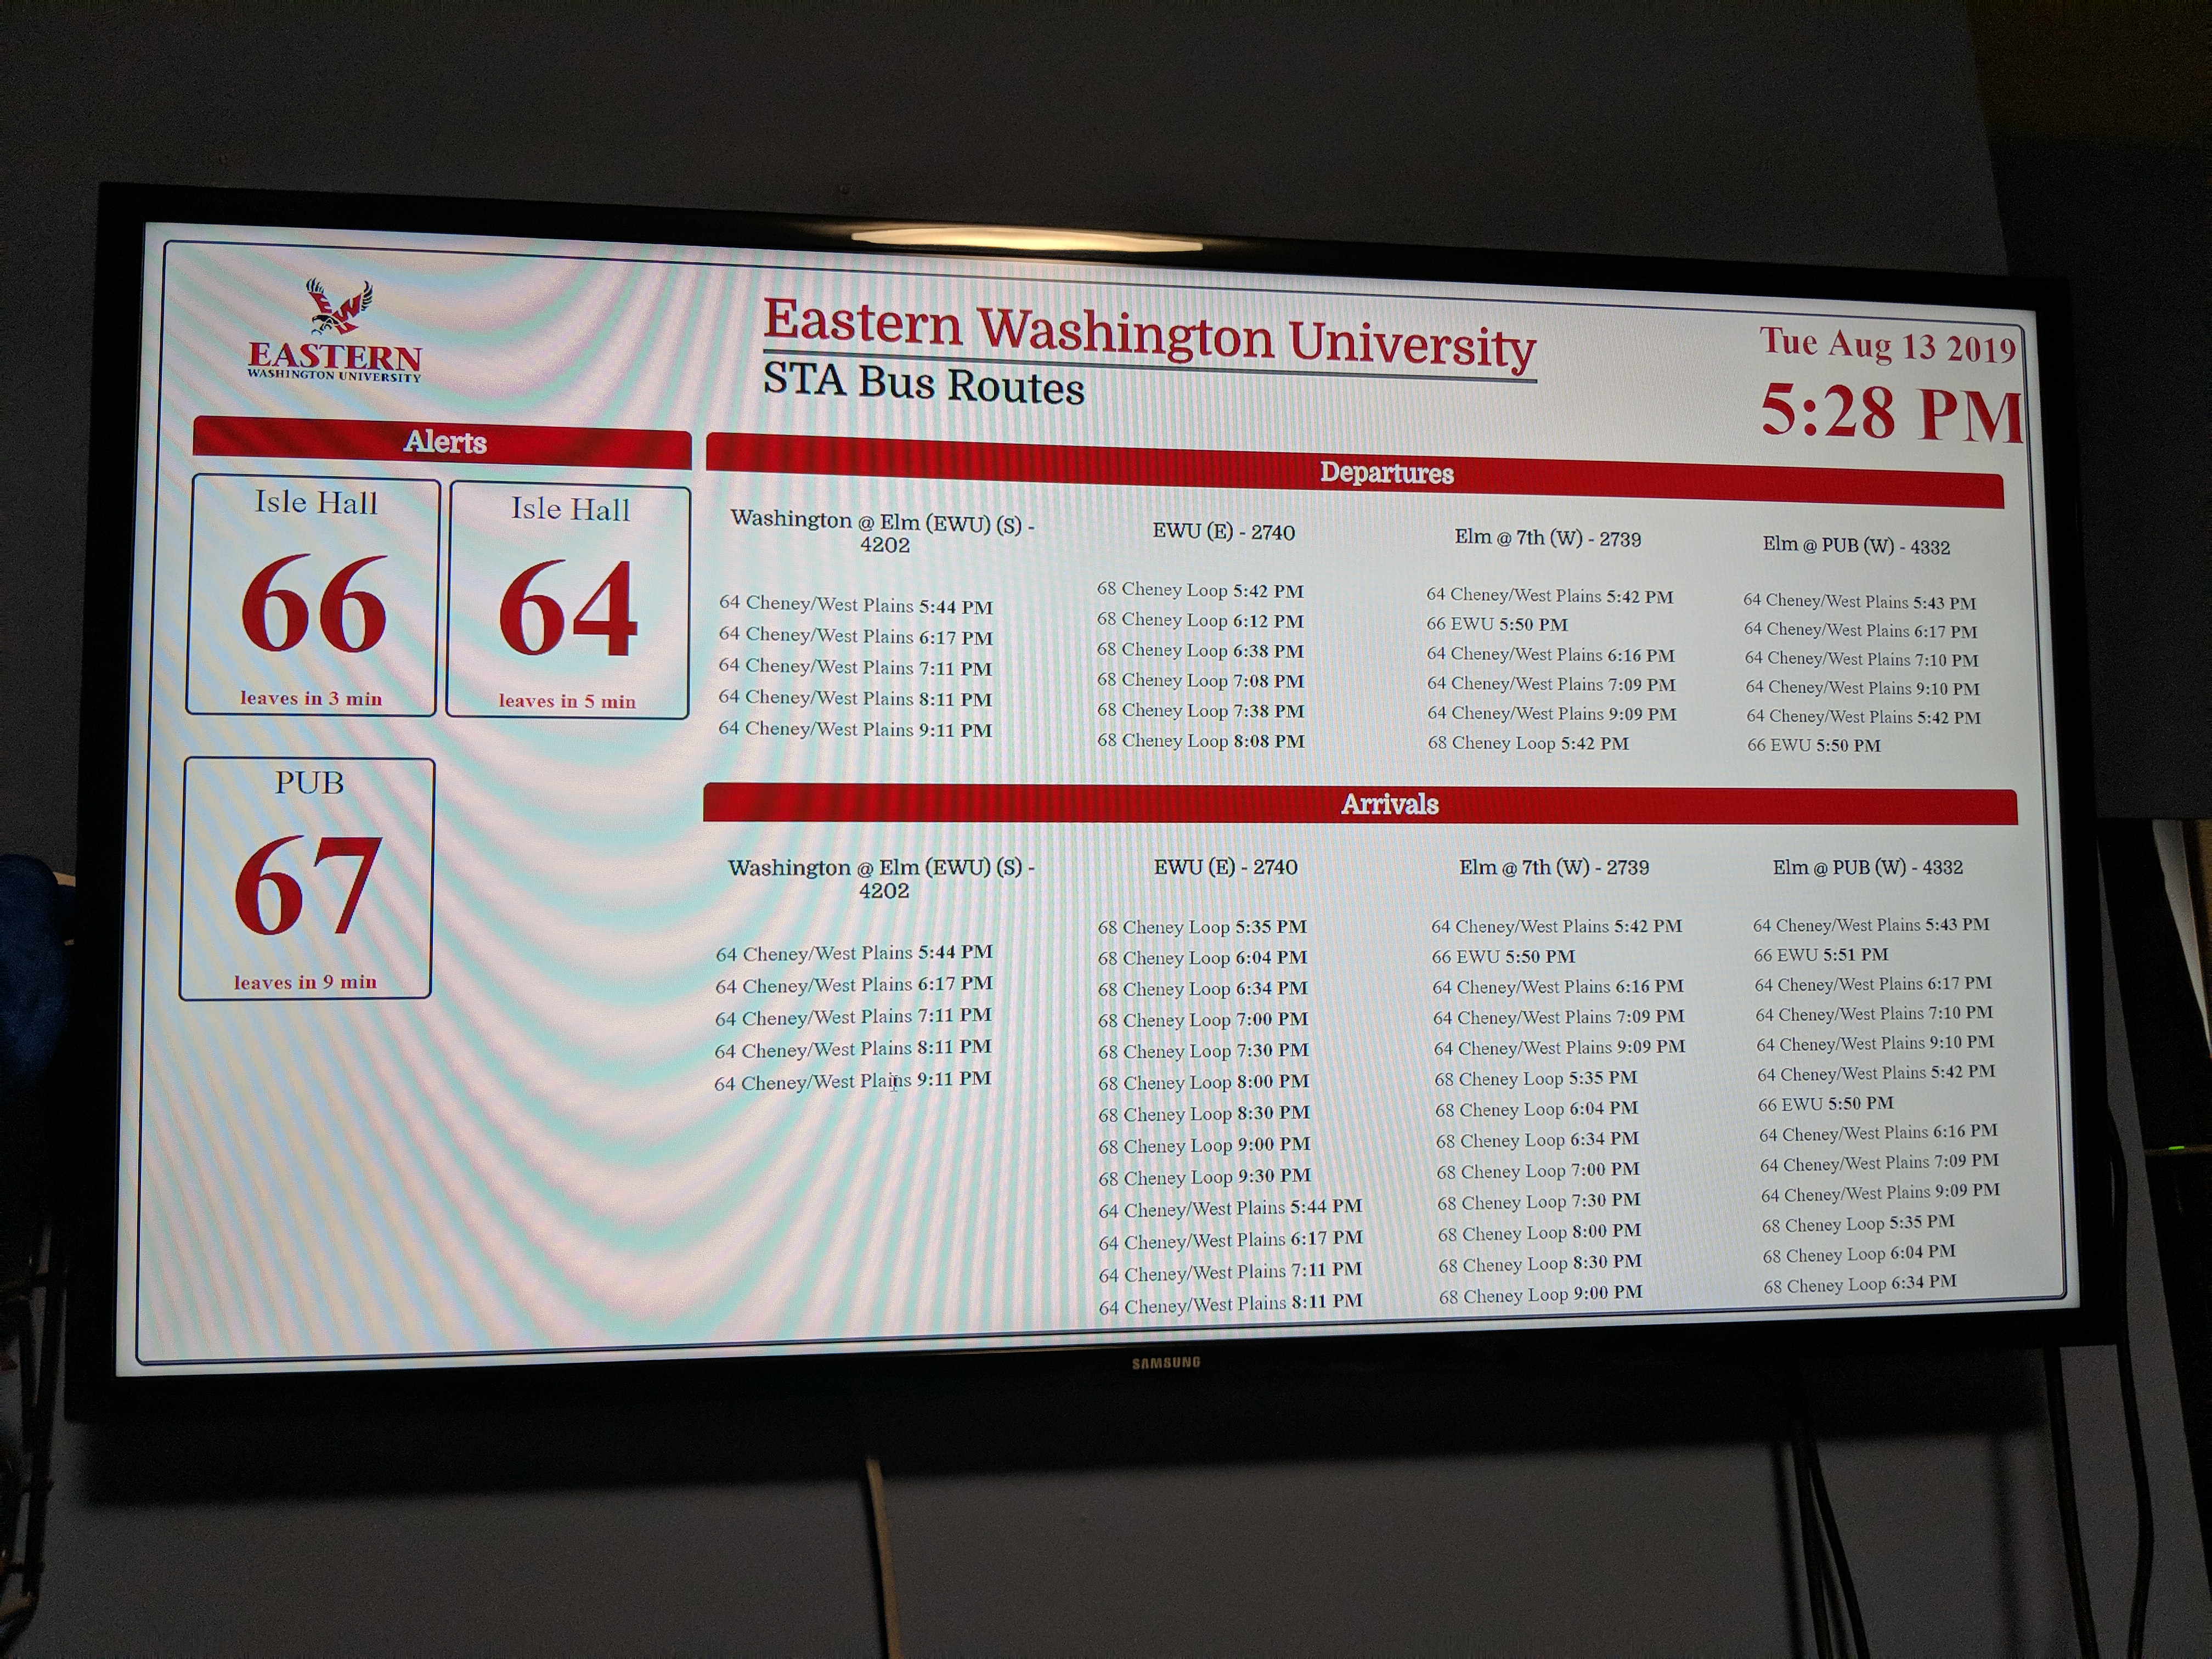 EW
EASTERN
WASHINGTON UNIVERSITY
Eastern Washington University
STA Bus Routes
Tue Aug 13 2019
5:28 PM
Alerts
Isle Hall
66
leaves in 3 min
Isle Hall
64
leaves in 5 min
PUB
67
leaves in 9 min
Departures
Washington @ Elm (EWU) (S) -
4202
64 Cheney/West Plains 5:44 PM
64 Cheney/West Plains 6:17 PM
64 Cheney/West Plains 7:11 PM
64 Cheney/West Plains 8:11 PM
64 Cheney/West Plains 9:11 PM
EWU (E) - 2740
68 Cheney Loop 5:42 PM
68 Cheney Loop 6:12 PM
68 Cheney Loop 6:38 PM
68 Cheney Loop 7:08 PM
68 Cheney Loop 7:38 PM
68 Cheney Loop 8:08 PM
Elm @ 7th (W) - 2739
64 Cheney/West Plains 5:42 PM
66 EWU 5:50 PM
64 Cheney/West Plains 6:16 PM
64 Cheney/West Plains 7:09 PM
64 Cheney/West Plains 9:09 PM
68 Cheney Loop 5:42 PM
Elm @ PUB (W) - 4332
64 Cheney/West Plains 5:43 PM
64 Cheney/West Plains 6:17 PM
64 Cheney/West Plains 7:10 PM
64 Cheney/West Plains 9:10 PM
64 Cheney/West Plains 5:42 PM
66 EWU 5:50 PM
Arrivals
Washington @ Elm (EWU) (S) -
4202
64 Cheney/West Plains 5:44 PM
64 Cheney/West Plains 6:17 PM
64 Cheney/West Plains 7:11 PM
64 Cheney/West Plains 8:11 PM
64 Cheney/West Plains 9:11 PM
EWU (E) - 2740
68 Cheney Loop 5:35 PM
68 Cheney Loop 6:04 PM
68 Cheney Loop 6:34 PM
68 Cheney Loop 7:00 PM
68 Cheney Loop 7:30 PM
68 Cheney Loop 8:00 PM
68 Cheney Loop 8:30 PM
68 Cheney Loop 9:00 PM
68 Cheney Loop 9:30 PM
64 Cheney/West Plains 5:44 PM
64 Cheney/West Plains 6:17 PM
64 Cheney/West Plains 7:11 PM
64 Cheney/West Plains 8:11 PM
Elm @ 7th (W) - 2739
64 Cheney/West Plains 5:42 PM
66 EWU 5:50 PM
64 Cheney/West Plains 6:16 PM
64 Cheney/West Plains 7:09 PM
64 Cheney/West Plains 9:09 PM
68 Cheney Loop 5:35 PM
68 Cheney Loop 6:04 PM
68 Cheney Loop 6:34 PM
68 Cheney Loop 7:00 PM
68 Cheney Loop 7:30 PM
68 Cheney Loop 8:00 PM
68 Cheney Loop 8:30 PM
68 Cheney Loop 9:00 PM
Elm @ PUB (W) - 4332
64 Cheney/West Plains 5:43 PM
66 EWU 5:51 PM
64 Cheney/West Plains 6:17 PM
64 Cheney/West Plains 7:10 PM
64 Cheney/West Plains 9:10 PM
64 Cheney/West Plains 5:42 PM
66 EWU 5:50 PM
64 Cheney/West Plains 6:16 PM
64 Cheney/West Plains 7:09 PM
64 Cheney/West Plains 9:09 PM
68 Cheney Loop 5:35 PM
68 Cheney Loop 6:04 PM
68 Cheney Loop 6:34 PM
SAMSUNG